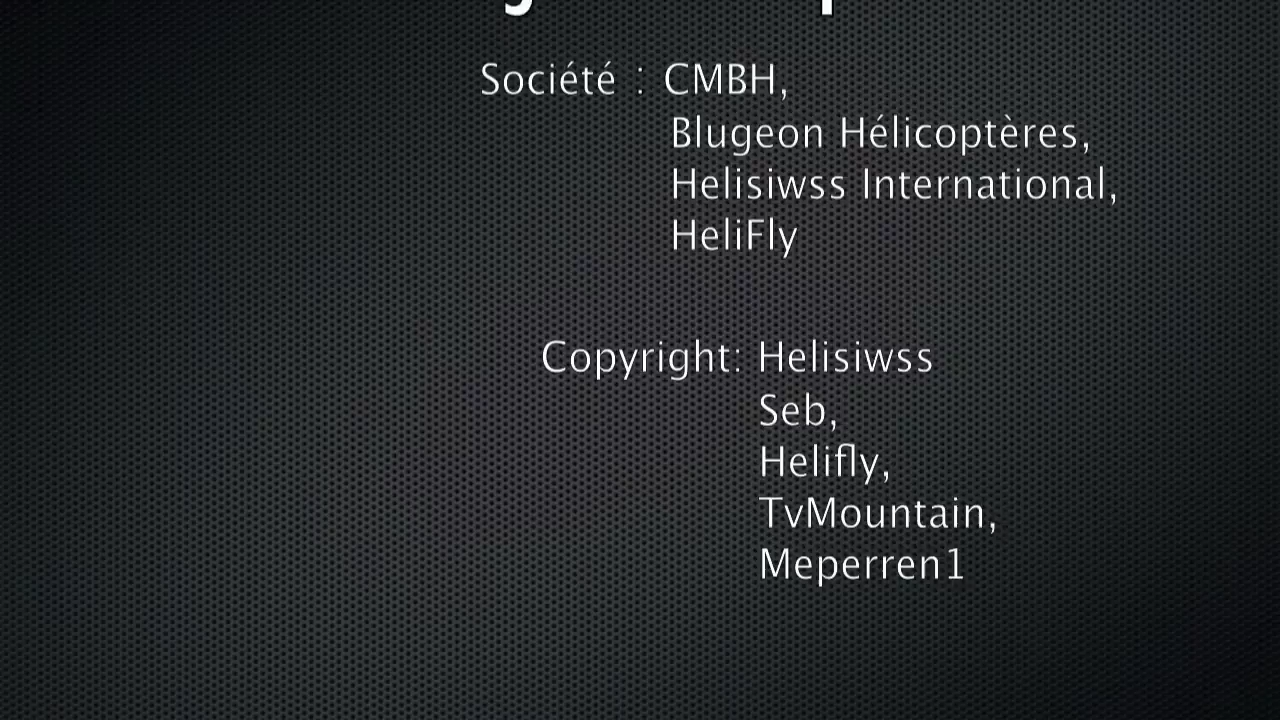 Société : CMBH,
Blugeon Hélicoptères,
Helisiwss International,
HeliFly
Copyright: Helisiwss
Seb,
Helifly,
TvMountain,
Meperren1